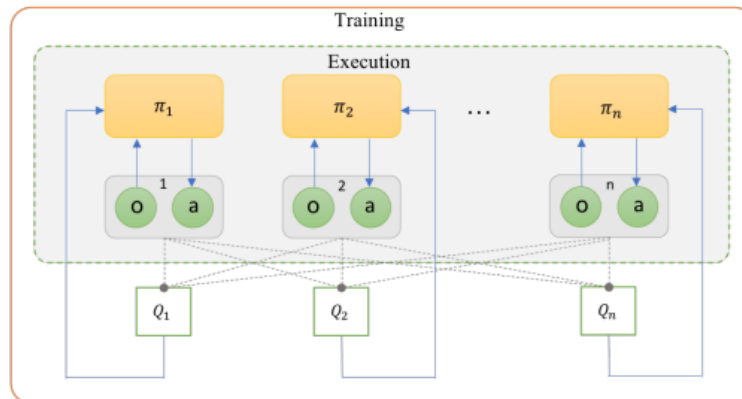 Training
Execution
π₁
π₂
...
πₙ
1
o a
2
o a
n
o a
Q₁
Q₂
Qₙ